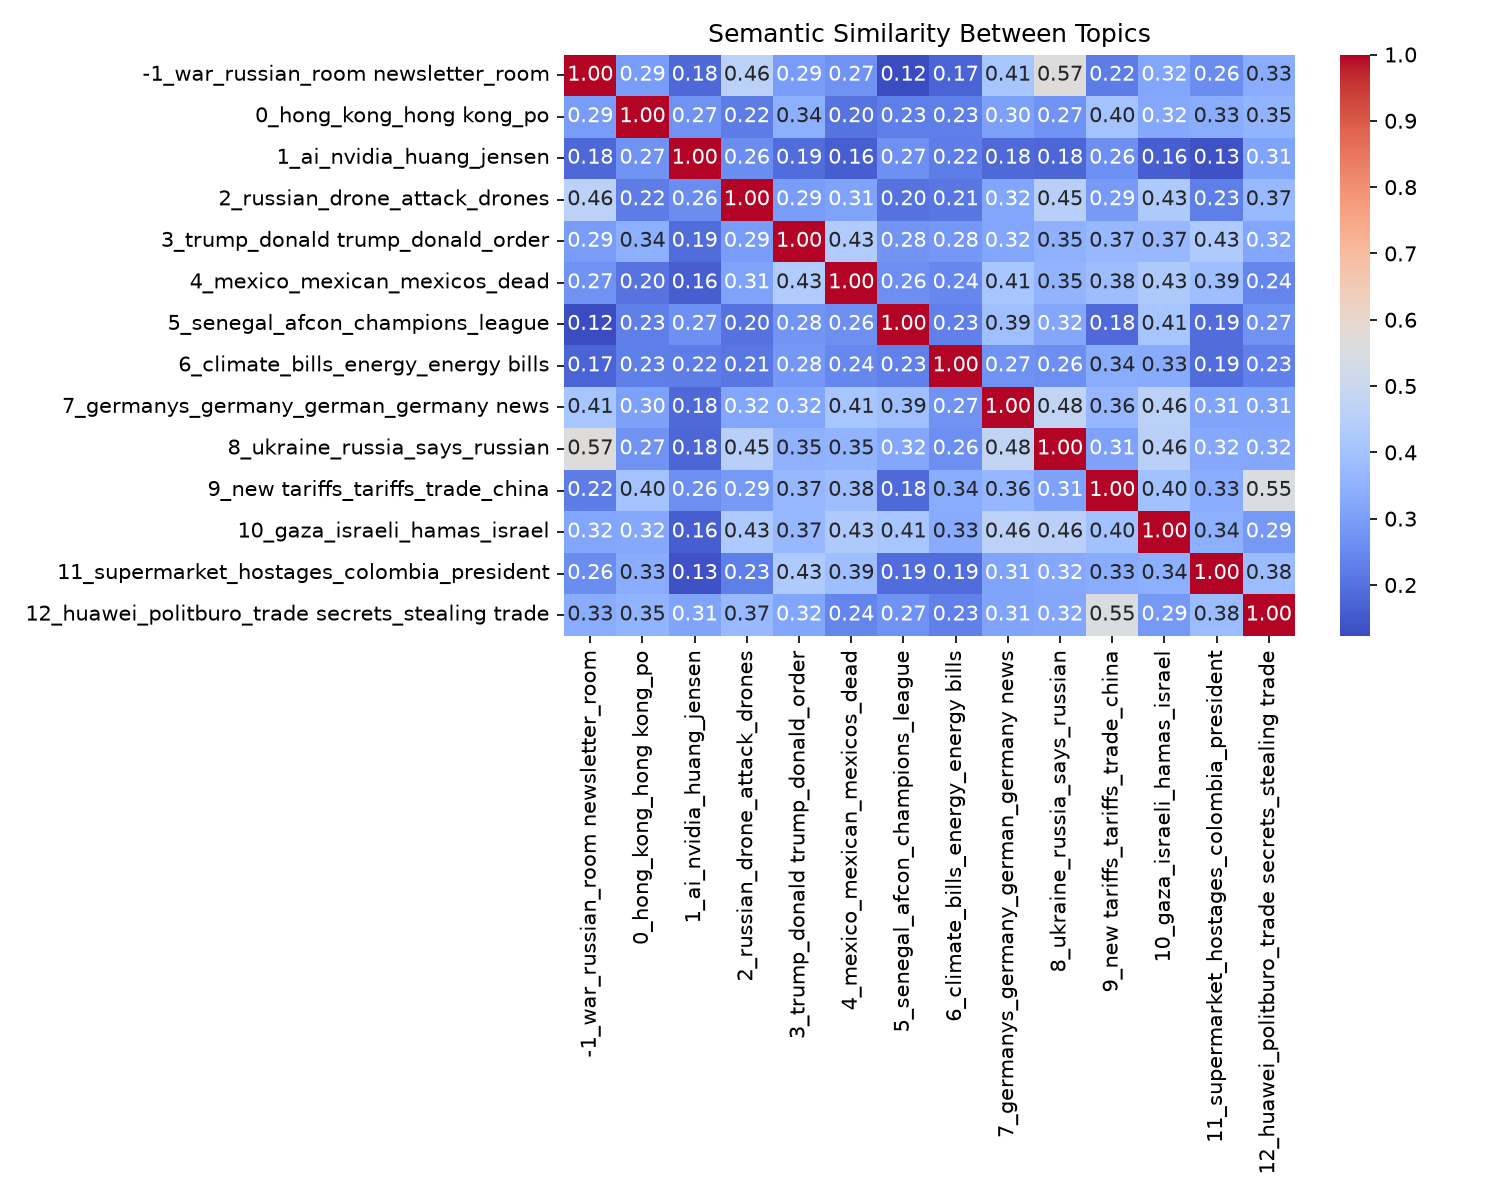 Semantic Similarity Between Topics
-1_war_russian_room newsletter_room 1.00 0.29 0.18 0.46 0.29 0.27 0.12 0.17 0.41 0.57 0.22 0.32 0.26 0.33
0_hong_kong_hong kong_po 0.29 1.00 0.27 0.22 0.34 0.20 0.23 0.23 0.30 0.27 0.40 0.32 0.33 0.35
1_ai_nvidia_huang_jensen 0.18 0.27 1.00 0.26 0.19 0.16 0.27 0.22 0.18 0.18 0.26 0.16 0.13 0.31
2_russian_drone_attack_drones 0.46 0.22 0.26 1.00 0.29 0.31 0.20 0.21 0.32 0.45 0.29 0.43 0.23 0.37
3_trump_donald trump_donald_order 0.29 0.34 0.19 0.29 1.00 0.43 0.28 0.28 0.32 0.35 0.37 0.37 0.43 0.32
4_mexico_mexican_mexicos_dead 0.27 0.20 0.16 0.31 0.43 1.00 0.26 0.24 0.41 0.35 0.38 0.43 0.39 0.24
5_senegal_afcon_champions_league 0.12 0.23 0.27 0.20 0.28 0.26 1.00 0.23 0.39 0.32 0.18 0.41 0.19 0.27
6_climate_bills_energy_energy bills 0.17 0.23 0.22 0.21 0.28 0.24 0.23 1.00 0.27 0.26 0.34 0.33 0.19 0.23
7_germanys_germany_german_germany news 0.41 0.30 0.18 0.32 0.32 0.41 0.39 0.27 1.00 0.48 0.36 0.46 0.31 0.31
8_ukraine_russia_says_russian 0.57 0.27 0.18 0.45 0.35 0.35 0.32 0.26 0.48 1.00 0.31 0.46 0.32 0.32
9_new tariffs_tariffs_trade_china 0.22 0.40 0.26 0.29 0.37 0.38 0.18 0.34 0.36 0.31 1.00 0.40 0.33 0.55
10_gaza_israeli_hamas_israel 0.32 0.32 0.16 0.43 0.37 0.43 0.41 0.33 0.46 0.46 0.40 1.00 0.34 0.29
11_supermarket_hostages_colombia_president 0.26 0.33 0.13 0.23 0.43 0.39 0.19 0.19 0.31 0.32 0.33 0.34 1.00 0.38
12_huawei_politburo_trade secrets_stealing trade 0.33 0.35 0.31 0.37 0.32 0.24 0.27 0.23 0.31 0.32 0.55 0.29 0.38 1.00
-1_war_russian_room newsletter_room
0_hong_kong_hong kong_po
1_ai_nvidia_huang_jensen
2_russian_drone_attack_drones
3_trump_donald trump_donald_order
4_mexico_mexican_mexicos_dead
5_senegal_afcon_champions_league
6_climate_bills_energy_energy bills
7_germanys_germany_german_germany news
8_ukraine_russia_says_russian
9_new tariffs_tariffs_trade_china
10_gaza_israeli_hamas_israel
11_supermarket_hostages_colombia_president
12_huawei_politburo_trade secrets_stealing trade
1.0
0.9
0.8
0.7
0.6
0.5
0.4
0.3
0.2